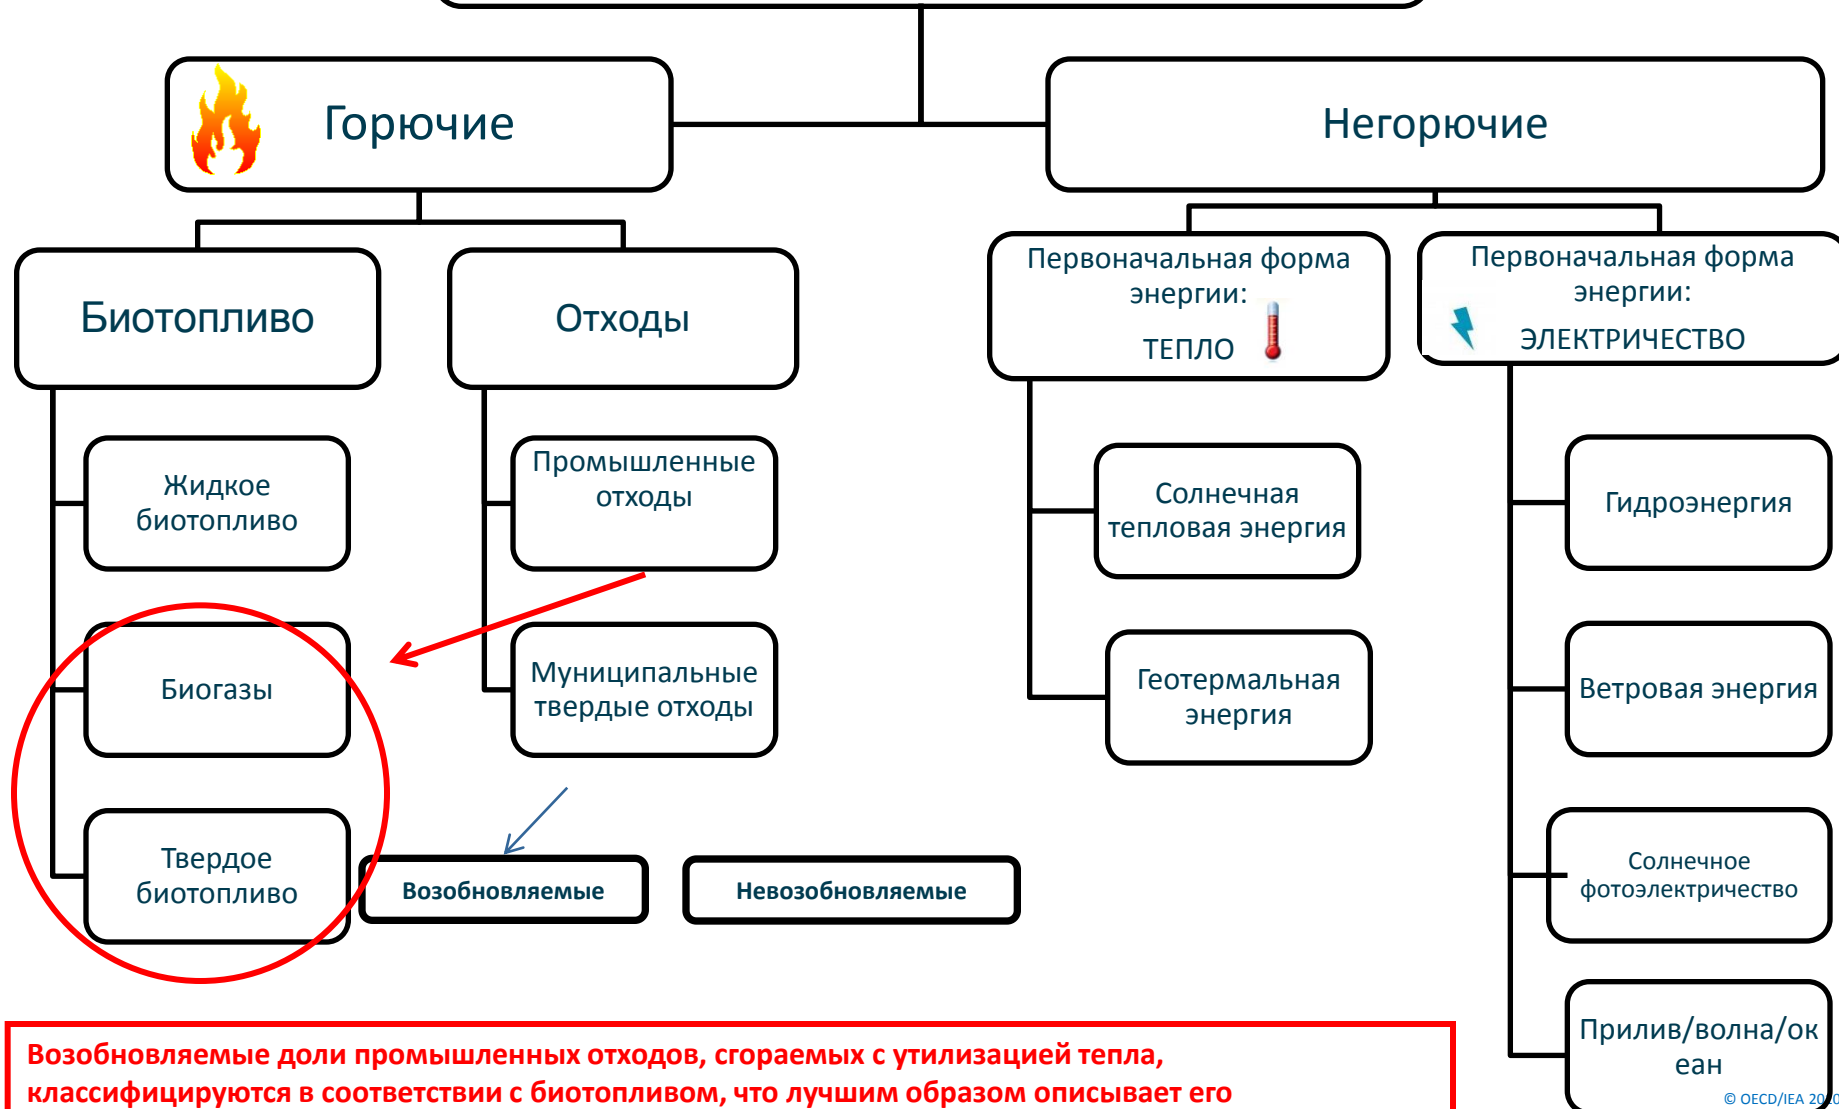 Горючие
Негорючие
Биотопливо
Отходы
Первоначальная форма
энергии:
ТЕПЛО
Первоначальная форма
энергии:
ЭЛЕКТРИЧЕСТВО
Жидкое
биотопливо
Промышленные
отходы
Солнечная
тепловая энергия
Гидроэнергия
Биогазы
Муниципальные
твердые отходы
Геотермальная
энергия
Ветровая энергия
Твердое
биотопливо
Возобновляемые
Невозобновляемые
Солнечное
фотоэлектричество
Прилив/волна/ок
еан
Возобновляемые доли промышленных отходов, сгораемых с утилизацией тепла,
классифицируются в соответствии с биотопливом, что лучшим образом описывает его
© OECD/IEA